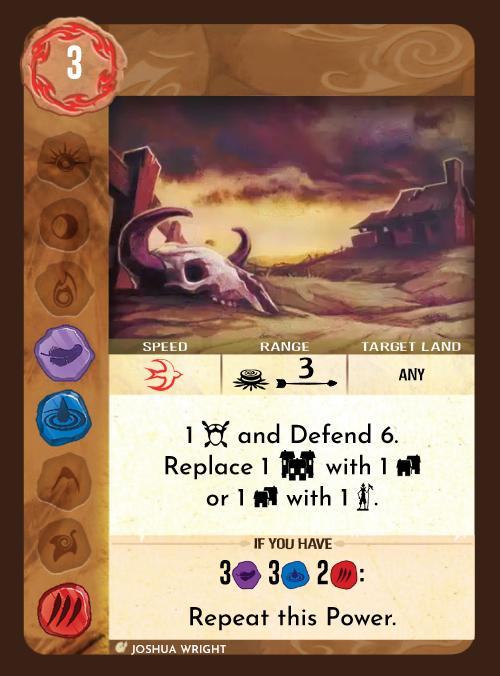 3
SPEED RANGE TARGET LAND
3 ANY
1 and Defend 6.
Replace 1 with 1
or 1 with 1 .
IF YOU HAVE
3 3 2 :
Repeat this Power.
JOSHUA WRIGHT